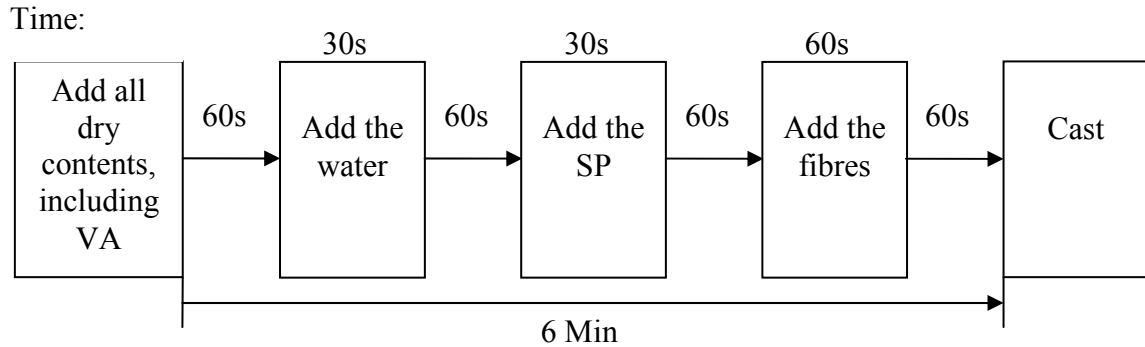 Time:
30s
30s
60s
Add all
dry
contents,
including
VA
60s
Add the
water
60s
Add the
SP
60s
Add the
fibres
60s
Cast
6 Min